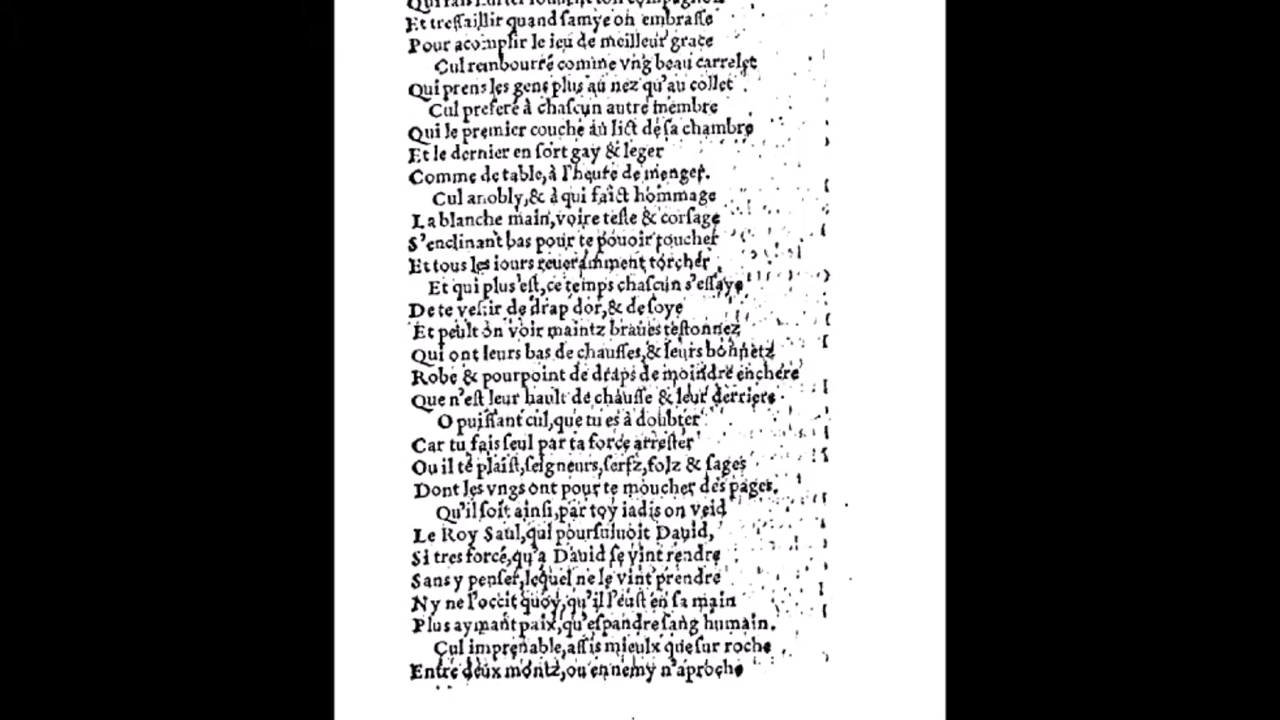 Et tressaillir quand samye on embrasse
Pour acomplir le ieu de meilleur grace
Cul rembourré comme vng beau carrelet
Qui prens les gens plus au nez qu'au collet
Cul preferé à chascun autre membre
Qui le premier couche au lict de sa chambre
Et le dernier en sort gay & leger
Comme de table, à l'heure de menger.
Cul anobly, & à qui faict hommage
La blanche main, voire teste & corsage
S'enclinant bas pour te pouoir toucher
Et tous les iours reueramment torcher
Et qui plus est, ce temps chascun s'essaye
De te vestir de drap d'or, & de soye
Et peult on voir maintz braues testonnez
Qui ont leurs bas de chausses, & leurs bonnetz
Robe & pourpoint de draps de moindre enchere
Que n'est leur hault de chausse & leur derriere
O puissant cul, que tu es à doubter
Car tu fais seul par ta force arrester
Ou il te plaist, seigneurs, serfz, folz & sages
Dont les vngs ont pour te moucher des pages.
Qu'il soit ainsi, par toy iadis on veid
Le Roy Saul, qui poursuiuoit Dauid,
Si tres forcé, qu'a Dauid se vint rendre
Sans y penser, lequel ne le vint prendre
Ny ne l'occit quoy, qu'il l'eust en sa main
Plus aymant paix, qu'espandre sang humain.
Cul imprenable, assis mieulx que sur roche
Entre deux montz, ou ennemy n'aproche